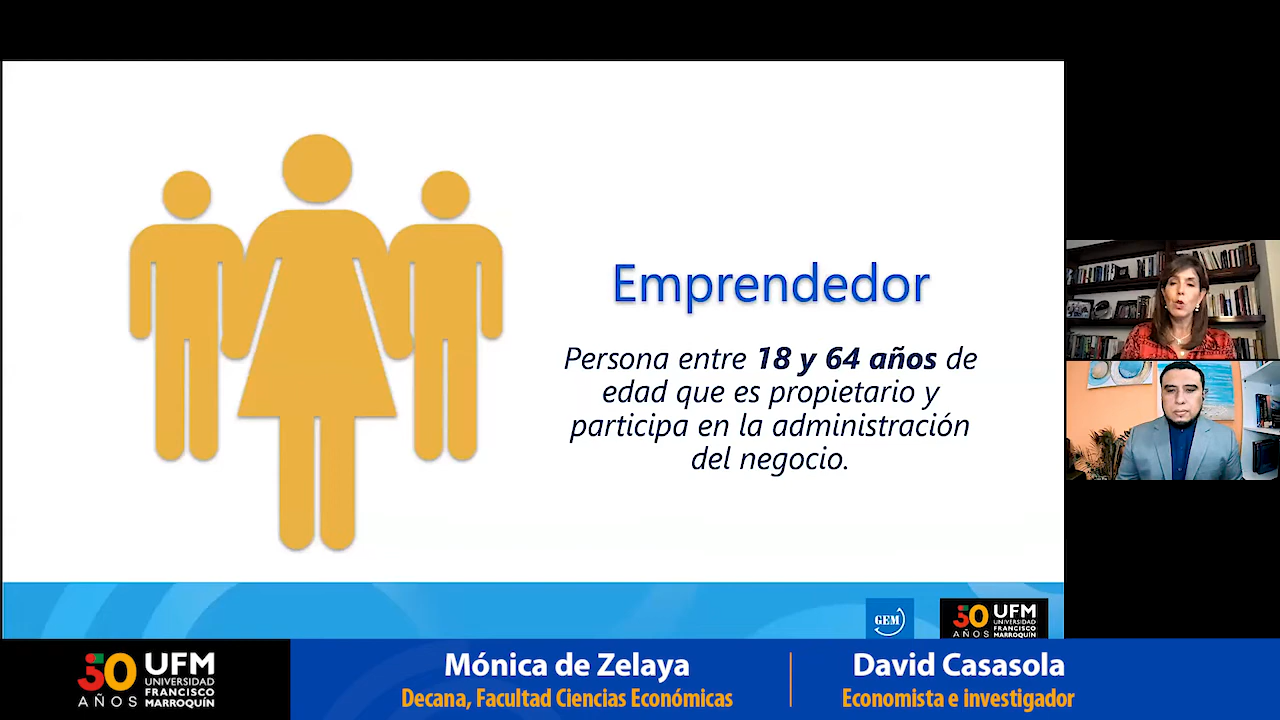 Emprendedor
Persona entre 18 y 64 años de
edad que es propietario y
participa en la administración
del negocio.
GEM
50
AÑOS
UFM
UNIVERSIDAD
FRANCISCO
MARROQUÍN
50
AÑOS
UFM
UNIVERSIDAD
FRANCISCO
MARROQUÍN
Mónica de Zelaya
Decana, Facultad Ciencias Económicas
David Casasola
Economista e investigador